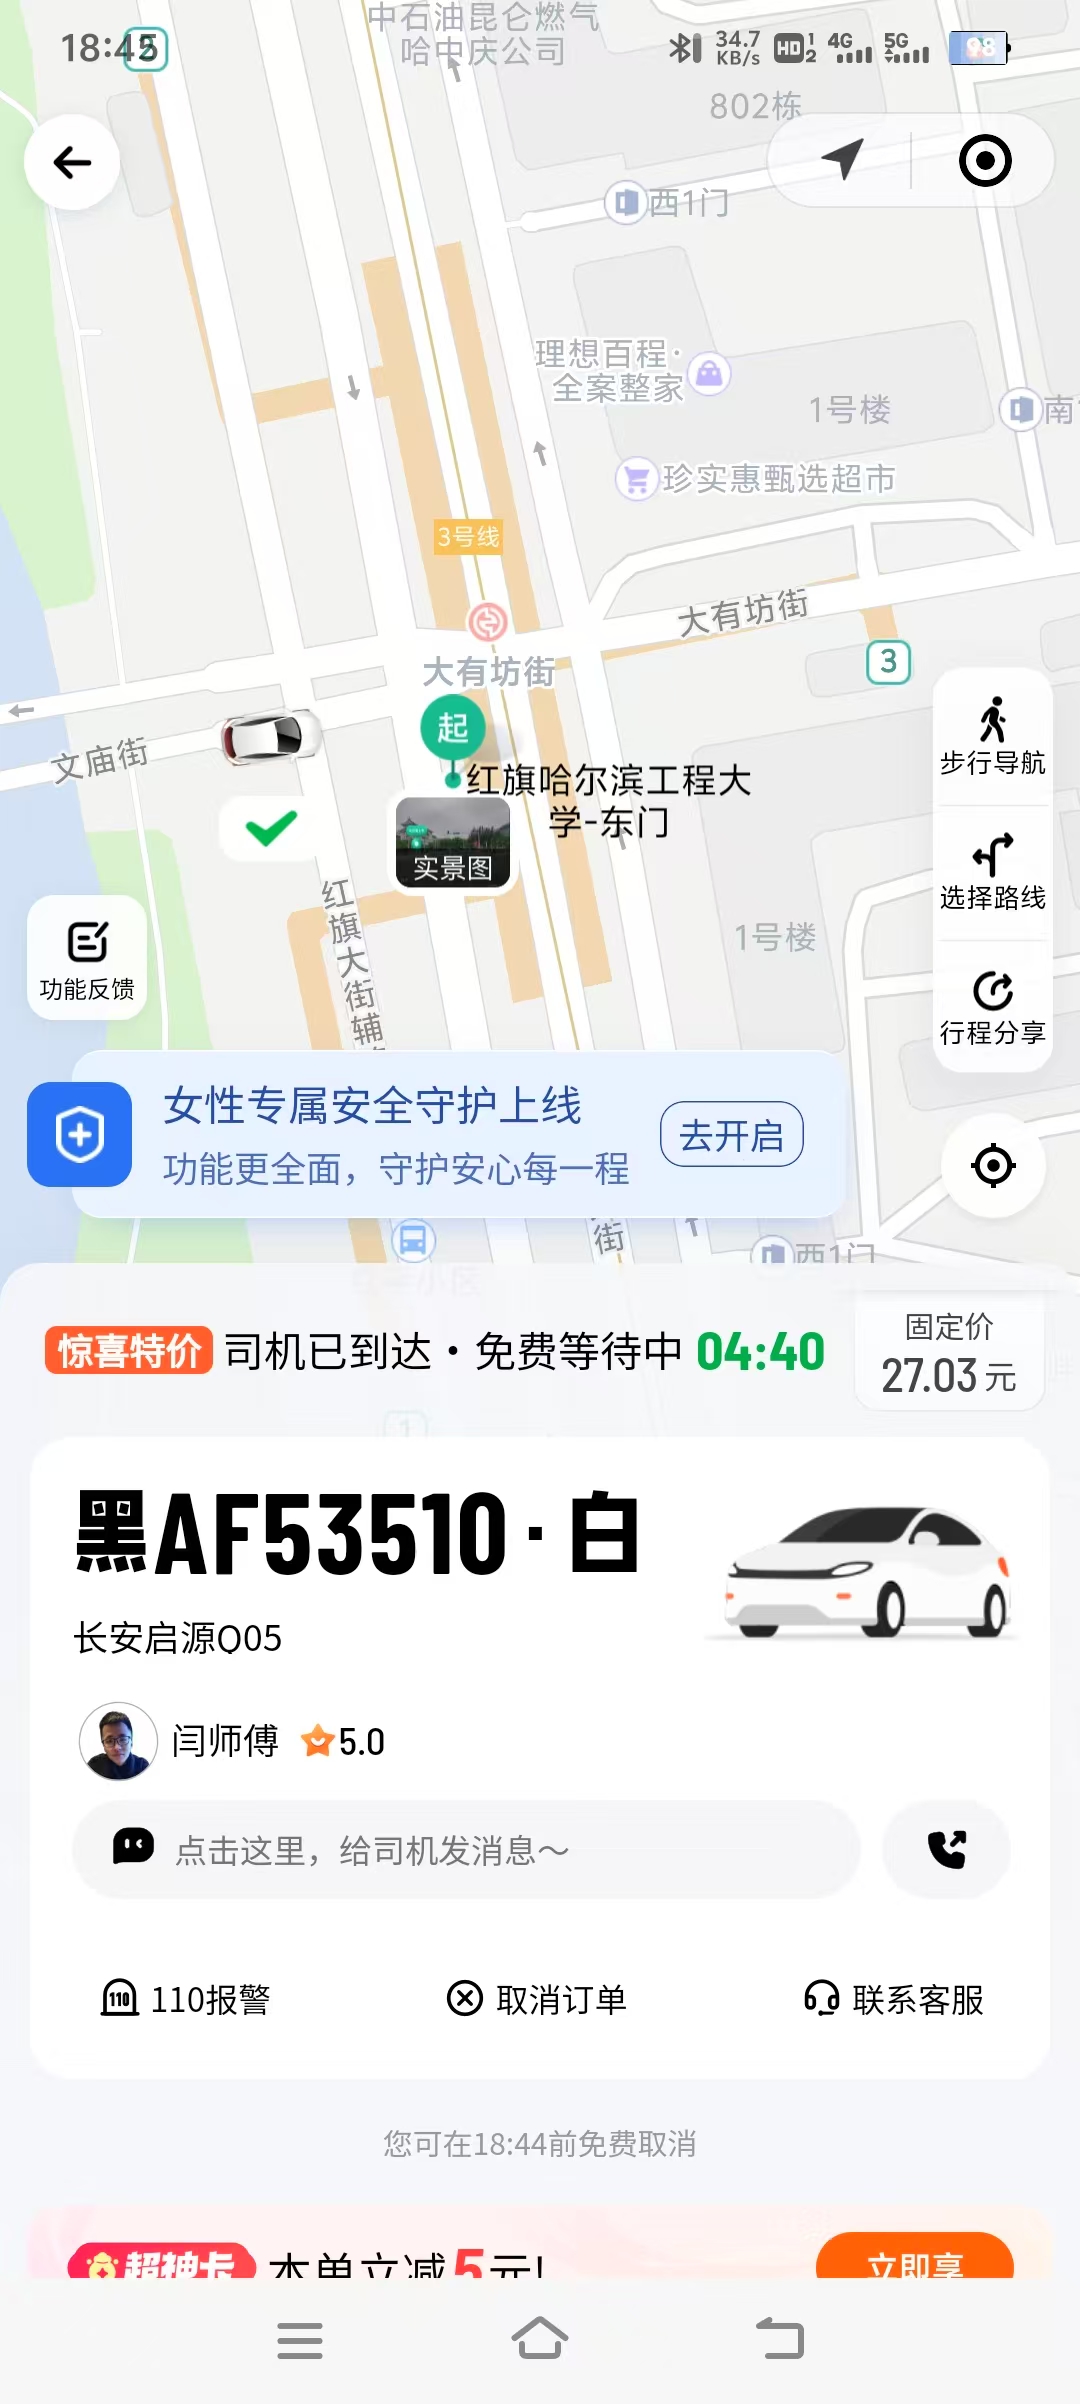 中石油昆仑燃气
哈中庆公司
18:45
34.7
KB/s
HD
1
2
4G
5G
98
802栋
西1门
理想百程·
全案整家
1号楼
南
珍实惠甄选超市
3号线
大有坊街
大有坊街
3
起
文庙街
红旗哈尔滨工程大
学-东门
实景图
步行导航
选择路线
行程分享
1号楼
红旗大街辅
功能反馈
女性专属安全守护上线
功能更全面，守护安心每一程
去开启
街
西1门
惊喜特价
司机已到达·免费等待中 04:40
固定价
27.03元
1
黑AF53510·白
长安启源Q05
闫师傅
5.0
点击这里，给司机发消息～
110
110报警
取消订单
联系客服
您可在18:44前免费取消
超神卡
本单立减5元!
立即享